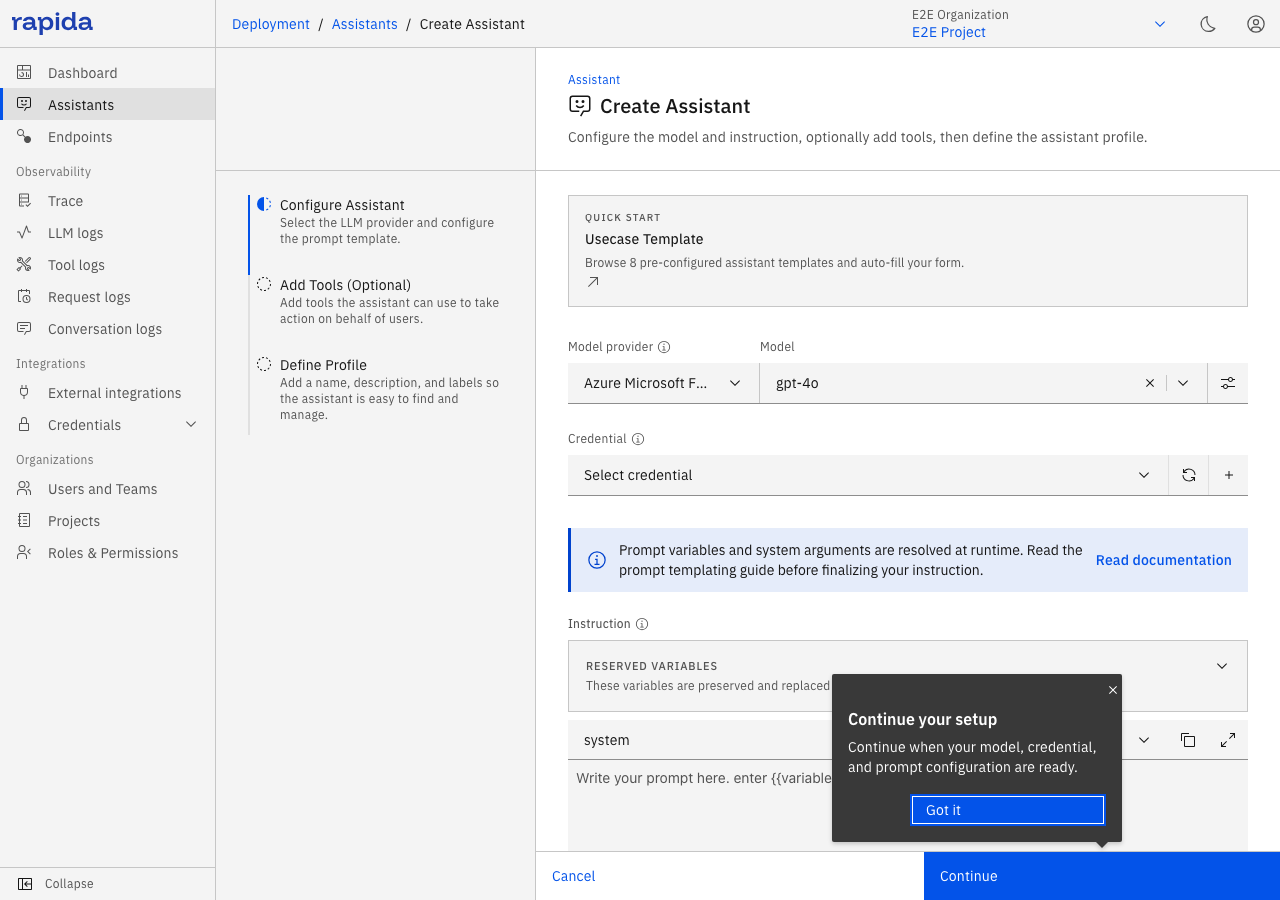 rapida
Deployment / Assistants / Create Assistant
E2E Organization
E2E Project
Dashboard
Assistants
Endpoints
Observability
Trace
LLM logs
Tool logs
Request logs
Conversation logs
Integrations
External integrations
Credentials
Organizations
Users and Teams
Projects
Roles & Permissions
Collapse
Assistant
Create Assistant
Configure the model and instruction, optionally add tools, then define the assistant profile.
Configure Assistant
Select the LLM provider and configure
the prompt template.
Add Tools (Optional)
Add tools the assistant can use to take
action on behalf of users.
Define Profile
Add a name, description, and labels so
the assistant is easy to find and
manage.
QUICK START
Usecase Template
Browse 8 pre-configured assistant templates and auto-fill your form.
Model provider Model
Azure Microsoft F... gpt-4o
Credential
Select credential
Prompt variables and system arguments are resolved at runtime. Read the
prompt templating guide before finalizing your instruction.
Read documentation
Instruction
RESERVED VARIABLES
These variables are preserved and replaced
system
Write your prompt here. enter {{variable
Continue your setup
Continue when your model, credential,
and prompt configuration are ready.
Got it
Cancel
Continue